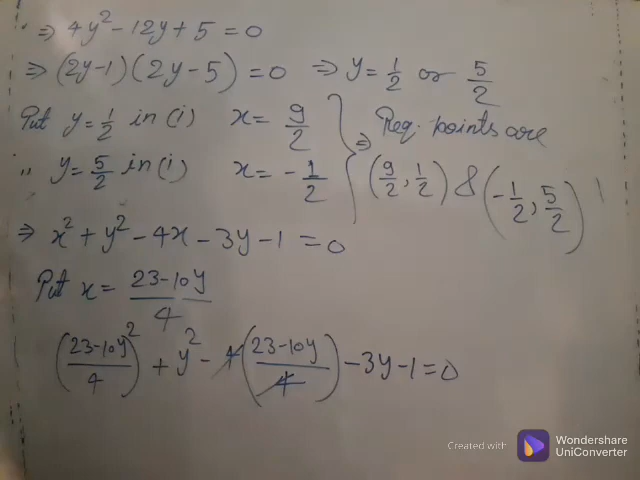 ⇒ 4y² - 12y + 5 = 0
⇒ (2y-1)(2y-5) = 0 ⇒ y = 1/2 or 5/2
Put y = 1/2 in (i) x = 9/2
,, y = 5/2 in (i) x = -1/2
⇒ Req. points are
(9/2, 1/2) & (-1/2, 5/2)
⇒ x² + y² - 4x - 3y - 1 = 0
Put x = (23-10y)/4
((23-10y)/4)² + y² - 4((23-10y)/4) - 3y - 1 = 0
Created with Wondershare UniConverter